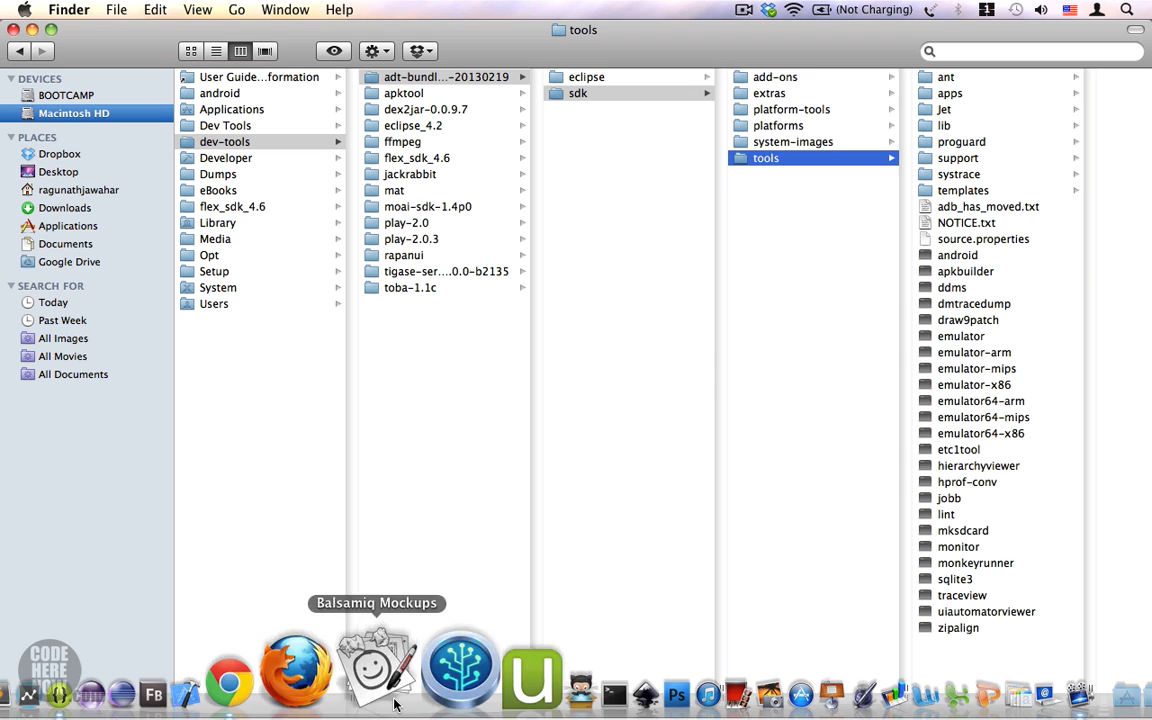 Finder File Edit View Go Window Help (Not Charging) 1
tools
DEVICES
BOOTCAMP
Macintosh HD
PLACES
Dropbox
Desktop
ragunathjawahar
Downloads
Applications
Documents
Google Drive
SEARCH FOR
Today
Past Week
All Images
All Movies
All Documents
User Guide...formation
android
Applications
Dev Tools
dev-tools
Developer
Dumps
eBooks
flex_sdk_4.6
Library
Media
Opt
Setup
System
Users
adt-bundl...-20130219
apktool
dex2jar-0.0.9.7
eclipse_4.2
ffmpeg
flex_sdk_4.6
jackrabbit
mat
moai-sdk-1.4p0
play-2.0
play-2.0.3
rapanui
tigase-ser....0.0-b2135
toba-1.1c
eclipse
sdk
add-ons
extras
platform-tools
platforms
system-images
tools
ant
apps
Jet
lib
proguard
support
systrace
templates
adb_has_moved.txt
NOTICE.txt
source.properties
android
apkbuilder
ddms
dmtracedump
draw9patch
emulator
emulator-arm
emulator-mips
emulator-x86
emulator64-arm
emulator64-mips
emulator64-x86
etc1tool
hierarchyviewer
hprof-conv
jobb
lint
mksdcard
monitor
monkeyrunner
sqlite3
traceview
uiautomatorviewer
zipalign
Balsamiq Mockups
CODE
HERE
NOW
FB
U
Ps